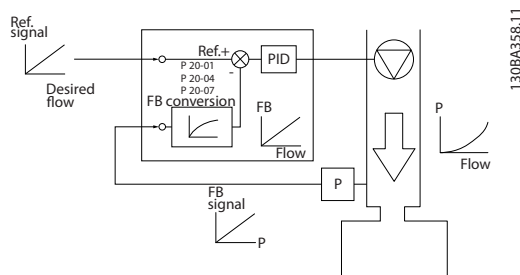 Ref.
signal
Desired
flow
Ref.+
-
P 20-01
P 20-04
P 20-07
FB conversion
PID
FB
Flow
P
FB
signal
P
P
Flow
130BA358.11